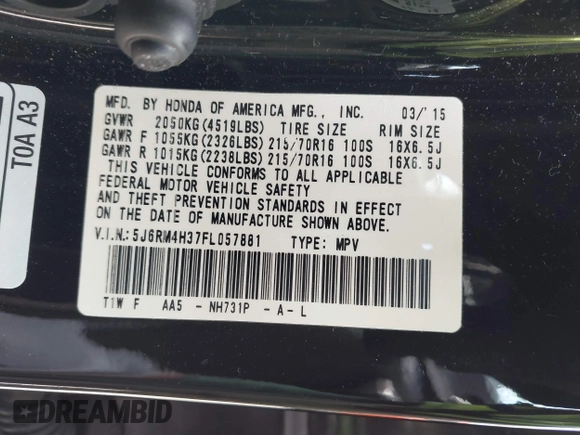 TOA A3
MFD. BY HONDA OF AMERICA MFG., INC. 03/'15
GVWR 2050KG(4519LBS) TIRE SIZE RIM SIZE
GAWR F 1055KG(2326LBS) 215/70R16 100S 16X6.5J
GAWR R 1015KG(2238LBS) 215/70R16 100S 16X6.5J
THIS VEHICLE CONFORMS TO ALL APPLICABLE
FEDERAL MOTOR VEHICLE SAFETY
AND THEFT PREVENTION STANDARDS IN EFFECT
ON THE DATE OF MANUFACTURE SHOWN ABOVE.
V.I.N.: 5J6RM4H37FL057881 TYPE: MPV
T1W F AA5 - NH731P - A - L
DREAMBID